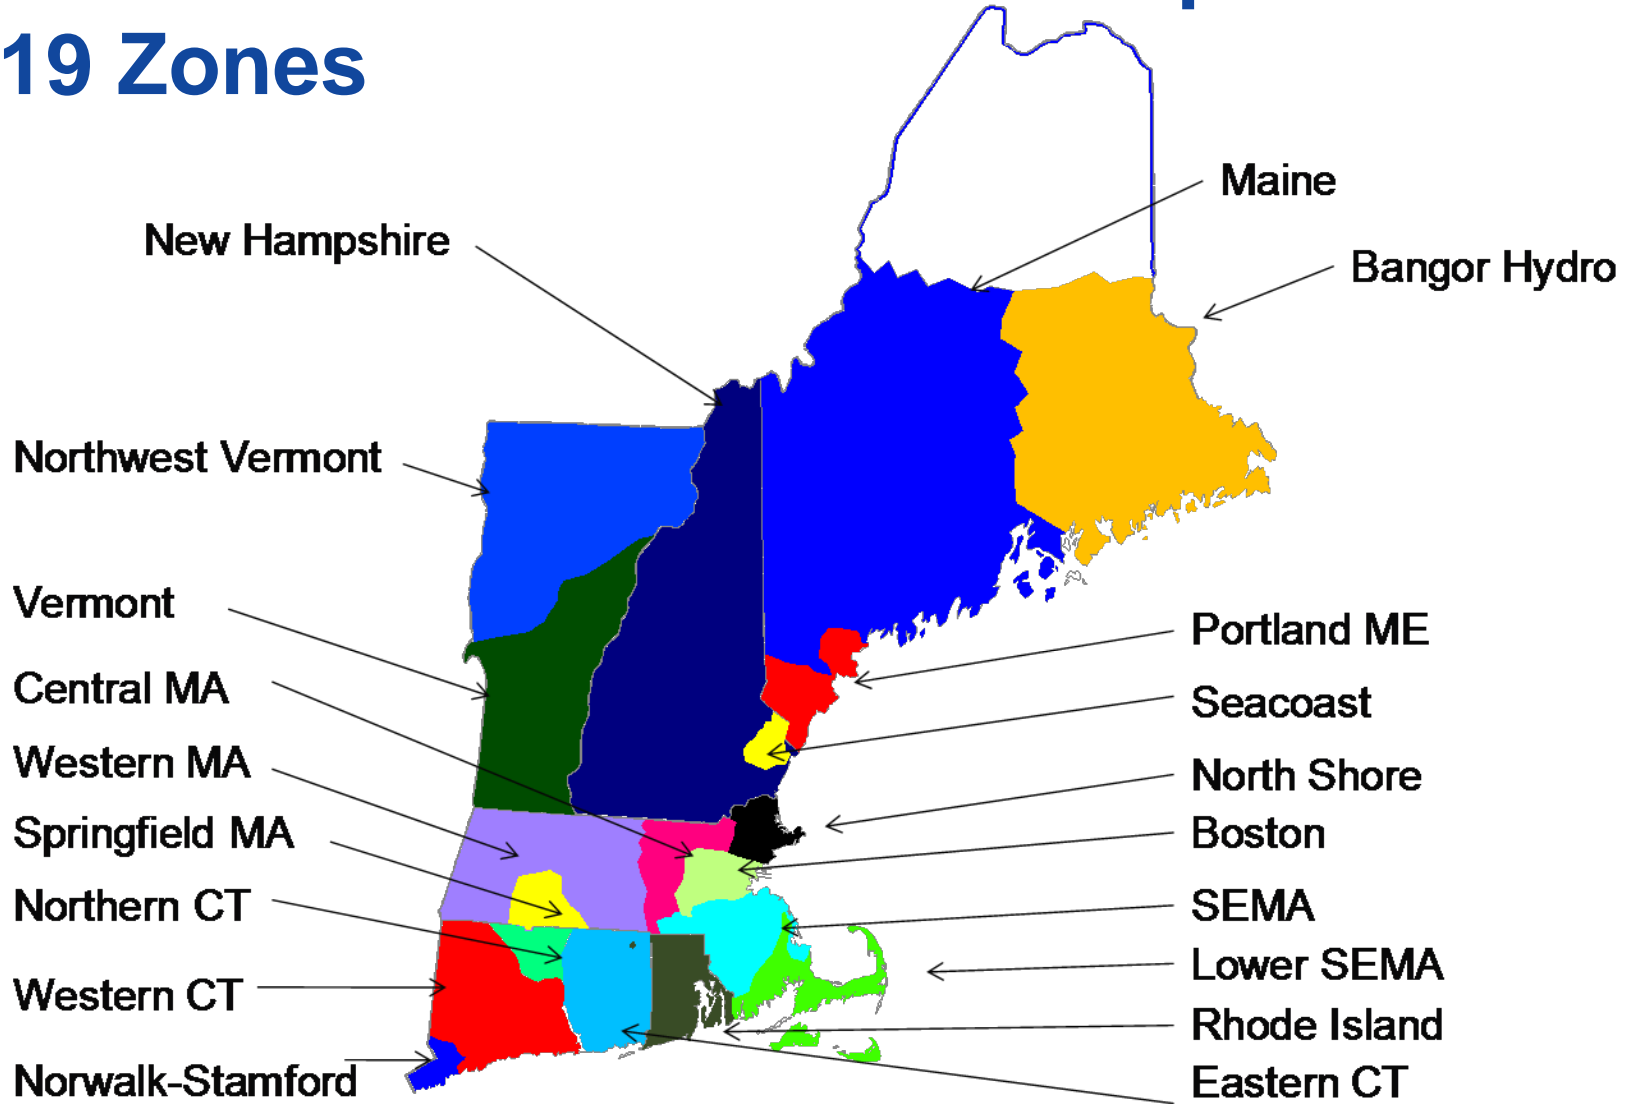 19 Zones
Maine
New Hampshire
Bangor Hydro
Northwest Vermont
Vermont
Portland ME
Central MA
Seacoast
Western MA
North Shore
Springfield MA
Boston
Northern CT
SEMA
Lower SEMA
Western CT
Rhode Island
Norwalk-Stamford
Eastern CT